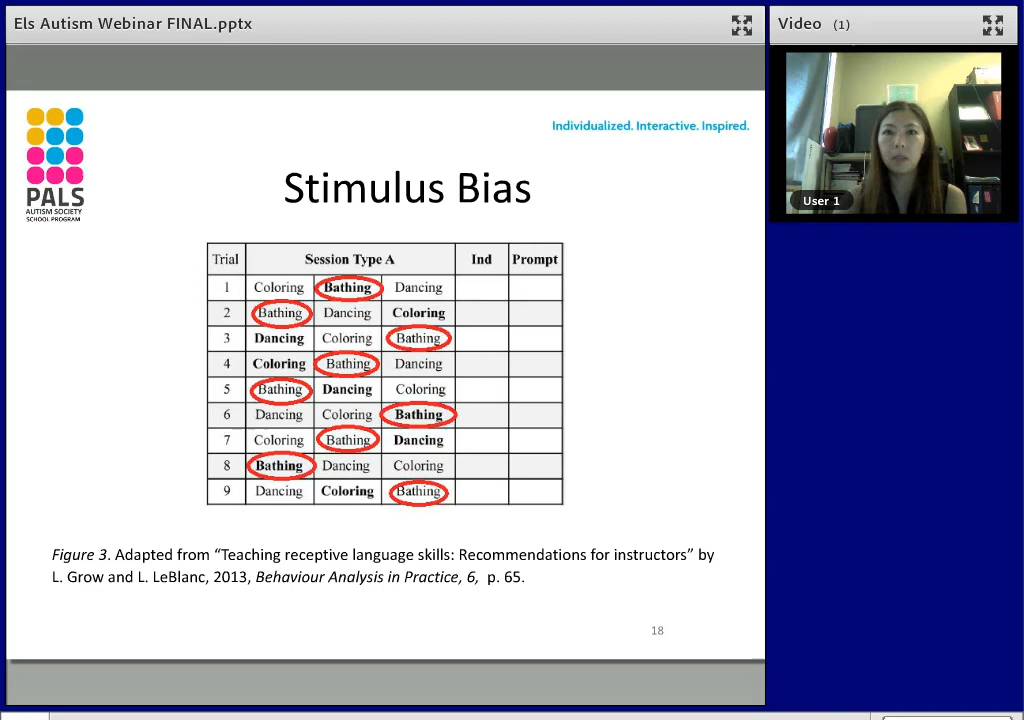 Els Autism Webinar FINAL.pptx
Video (1)
PALS
AUTISM SOCIETY
SCHOOL PROGRAM
Individualized. Interactive. Inspired.
User 1
Stimulus Bias
Trial Session Type A Ind Prompt
1 Coloring Bathing Dancing
2 Bathing Dancing Coloring
3 Dancing Coloring Bathing
4 Coloring Bathing Dancing
5 Bathing Dancing Coloring
6 Dancing Coloring Bathing
7 Coloring Bathing Dancing
8 Bathing Dancing Coloring
9 Dancing Coloring Bathing
Figure 3. Adapted from “Teaching receptive language skills: Recommendations for instructors” by
L. Grow and L. LeBlanc, 2013, Behaviour Analysis in Practice, 6, p. 65.
18